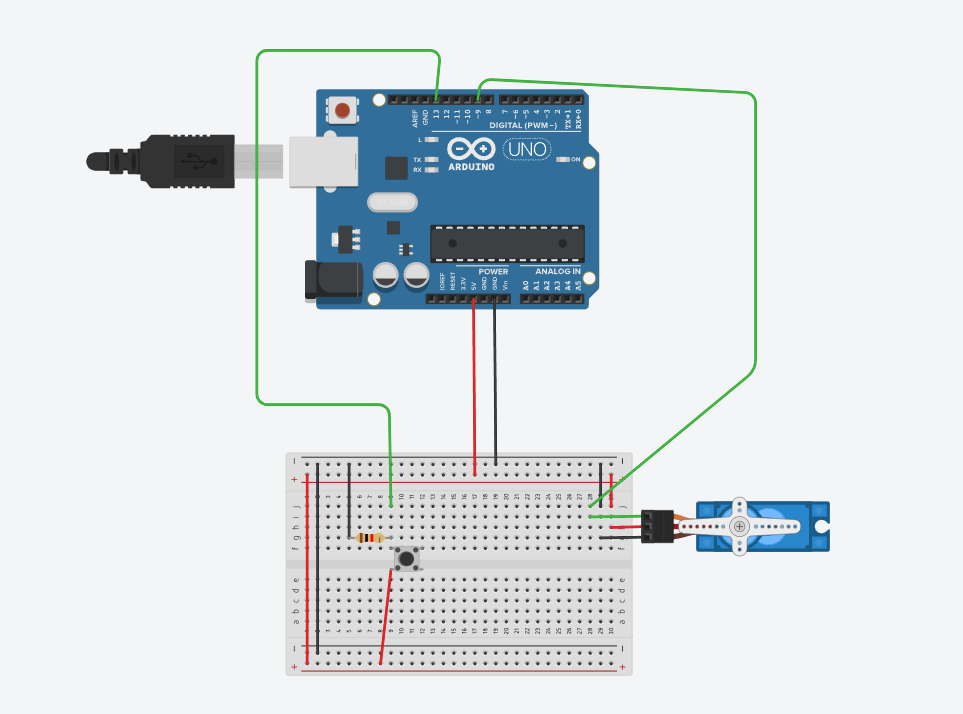 AREF
GND
13
12
~11
~10
~9
8
7
~6
~5
4
~3
2
TX→1
RX←0
DIGITAL (PWM~)
L
TX
RX
ARDUINO
UNO
ON
POWER
ANALOG IN
IOREF
RESET
3.3V
5V
GND
GND
Vin
A0
A1
A2
A3
A4
A5